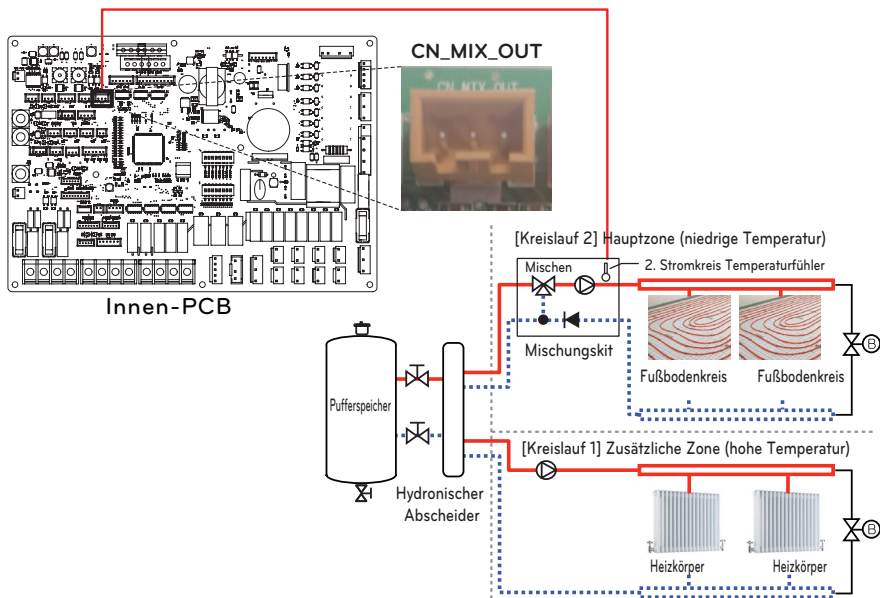 CN_MIX_OUT
CN_MIX_OUT
Innen-PCB
[Kreislauf 2] Hauptzone (niedrige Temperatur)
Mischen
2. Stromkreis Temperaturfühler
Mischungskit
Fußbodenkreis
Fußbodenkreis
B
Pufferspeicher
Hydronischer
Abscheider
[Kreislauf 1] Zusätzliche Zone (hohe Temperatur)
Heizkörper
Heizkörper
B